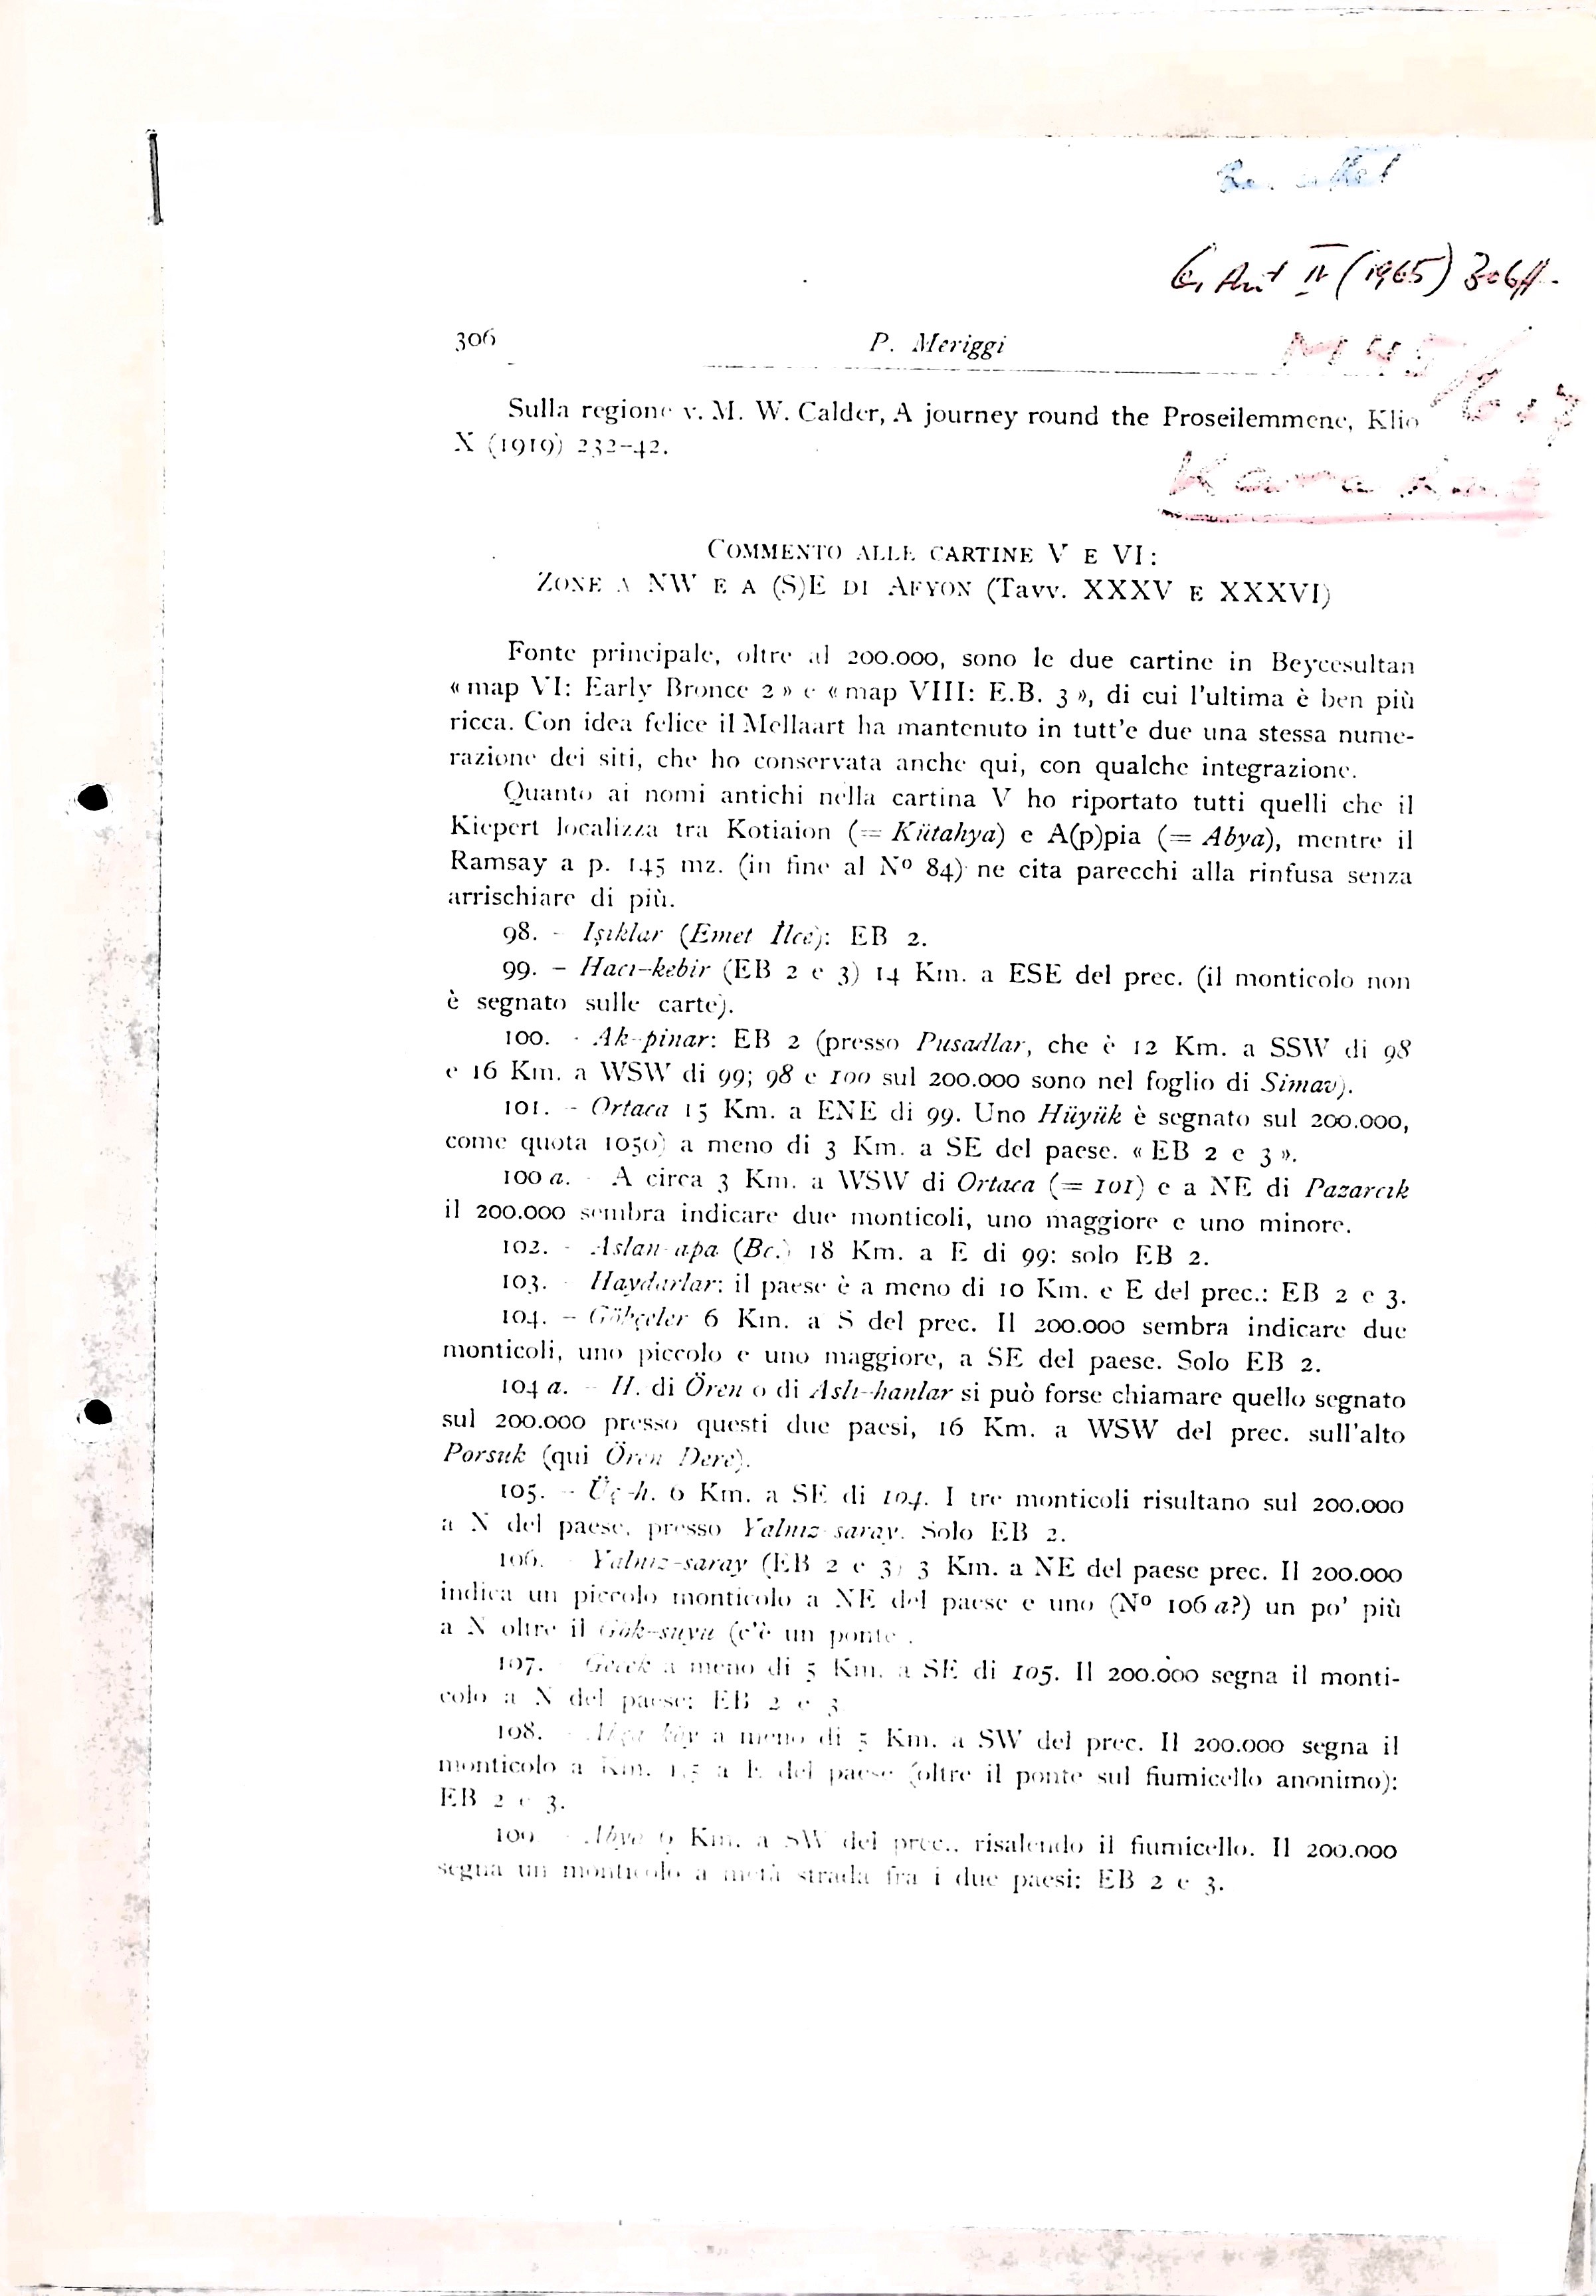 Ant IV (1965) 306ff.
306
P. Meriggi
M 45/6+7
Sulla regione v. M. W. Calder, A journey round the Proseilemmene, Klio
X (1919) 232–42.
Kara
COMMENTO ALLE CARTINE V E VI:
ZONE A NW E A (S)E DI AFYON (Tavv. XXXV E XXXVI)
Fonte principale, oltre al 200.000, sono le due cartine in Beycesultan
« map VI: Early Bronce 2 » e « map VIII: E.B. 3 », di cui l'ultima è ben più
ricca. Con idea felice il Mellaart ha mantenuto in tutt'e due una stessa nume-
razione dei siti, che ho conservata anche qui, con qualche integrazione.
Quanto ai nomi antichi nella cartina V ho riportato tutti quelli che il
Kiepert localizza tra Kotiaion (= Kütahya) e A(p)pia (= Abya), mentre il
Ramsay a p. 145 mz. (in fine al Nº 84) ne cita parecchi alla rinfusa senza
arrischiare di più.
98. – Işıklar (Emet İlce): EB 2.
99. – Hacı-kebir (EB 2 e 3) 14 Km. a ESE del prec. (il monticolo non
è segnato sulle carte).
100. – Ak-pinar: EB 2 (presso Pusadlar, che è 12 Km. a SSW di 98
e 16 Km. a WSW di 99; 98 e 100 sul 200.000 sono nel foglio di Simav).
101. – Ortaca 15 Km. a ENE di 99. Uno Hüyük è segnato sul 200.000,
come quota 1050) a meno di 3 Km. a SE del paese. « EB 2 e 3 ».
100 a. – A circa 3 Km. a WSW di Ortaca (= 101) e a NE di Pazarcık
il 200.000 sembra indicare due monticoli, uno maggiore e uno minore.
102. – Aslan-apa (Bc.) 18 Km. a E di 99: solo EB 2.
103. – Haydarlar: il paese è a meno di 10 Km. e E del prec.: EB 2 e 3.
104. – Gökçeler 6 Km. a S del prec. Il 200.000 sembra indicare due
monticoli, uno piccolo e uno maggiore, a SE del paese. Solo EB 2.
104 a. – H. di Ören o di Aslı-hanlar si può forse chiamare quello segnato
sul 200.000 presso questi due paesi, 16 Km. a WSW del prec. sull'alto
Porsuk (qui Ören Dere).
105. – Üç-h. 6 Km. a SE di 104. I tre monticoli risultano sul 200.000
a N del paese, presso Yalnız-saray. Solo EB 2.
106. – Yalnız-saray (EB 2 e 3) 3 Km. a NE del paese prec. Il 200.000
indica un piccolo monticolo a NE del paese e uno (Nº 106 a?) un po' più
a N oltre il Gök-suyu (c'è un ponte).
107. – Gecek a meno di 5 Km. a SE di 105. Il 200.000 segna il monti-
colo a N del paese: EB 2 e 3
108. – a meno di 5 Km. a SW del prec. Il 200.000 segna il
monticolo a Km. 1,5 a E del paese (oltre il ponte sul fiumicello anonimo):
EB 2 e 3.
109. – Abya 6 Km. a SW del prec., risalendo il fiumicello. Il 200.000
segna un monticolo a metà strada fra i due paesi: EB 2 e 3.